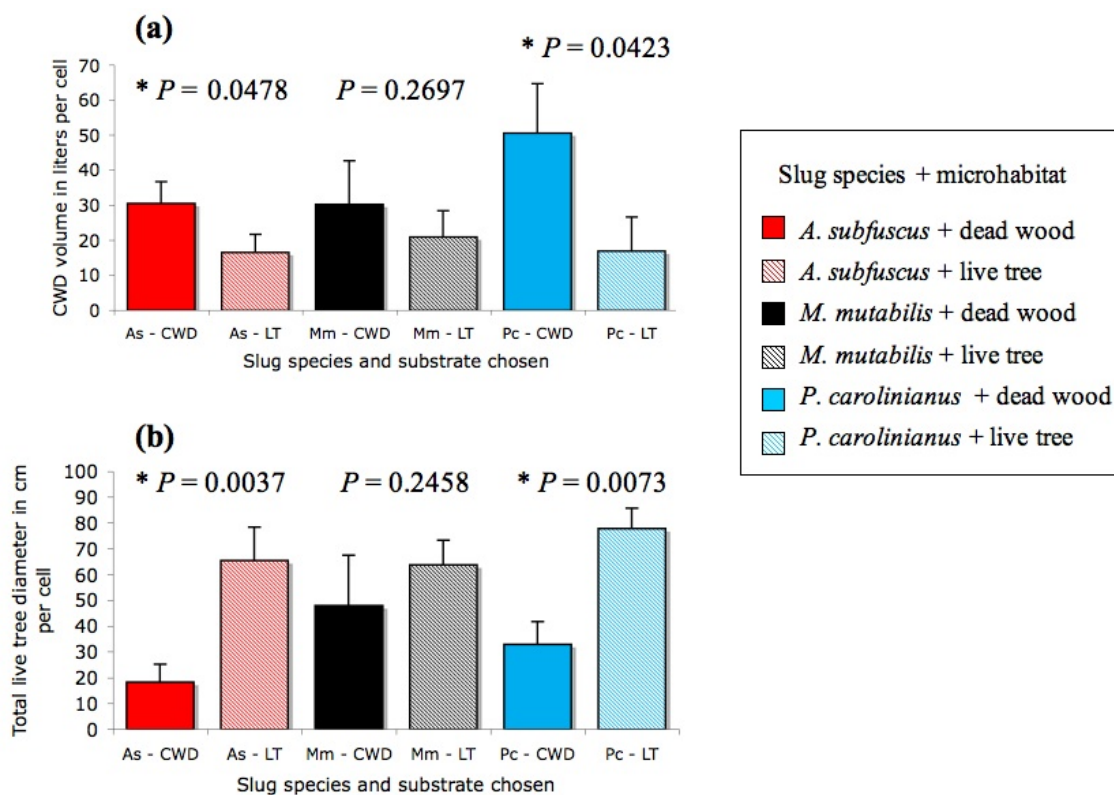 (a)
* P = 0.0478
P = 0.2697
* P = 0.0423
CWD volume in liters per cell
70
60
50
40
30
20
10
0
As - CWD
As - LT
Mm - CWD
Mm - LT
Pc - CWD
Pc - LT
Slug species and substrate chosen
Slug species + microhabitat
A. subfuscus + dead wood
A. subfuscus + live tree
M. mutabilis + dead wood
M. mutabilis + live tree
P. carolinianus + dead wood
P. carolinianus + live tree
(b)
* P = 0.0037
P = 0.2458
* P = 0.0073
Total live tree diameter in cm
per cell
100
90
80
70
60
50
40
30
20
10
0
As - CWD
As - LT
Mm - CWD
Mm - LT
Pc - CWD
Pc - LT
Slug species and substrate chosen